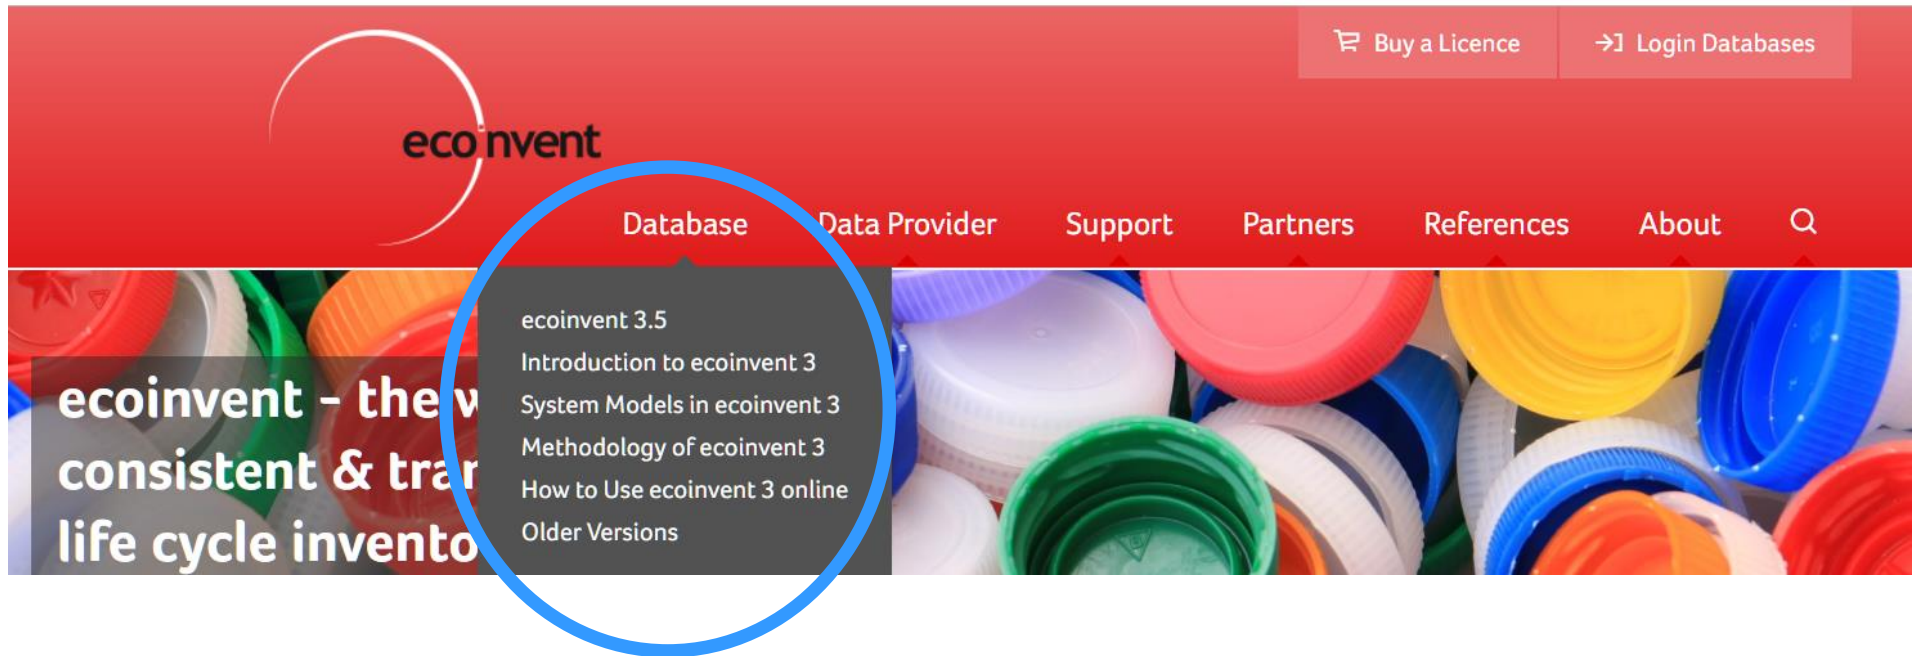 Buy a Licence
Login Databases
ecoinvent
Database Data Provider Support Partners References About
ecoinvent 3.5
Introduction to ecoinvent 3
System Models in ecoinvent 3
Methodology of ecoinvent 3
How to Use ecoinvent 3 online
Older Versions
ecoinvent - the
consistent &
life cycle